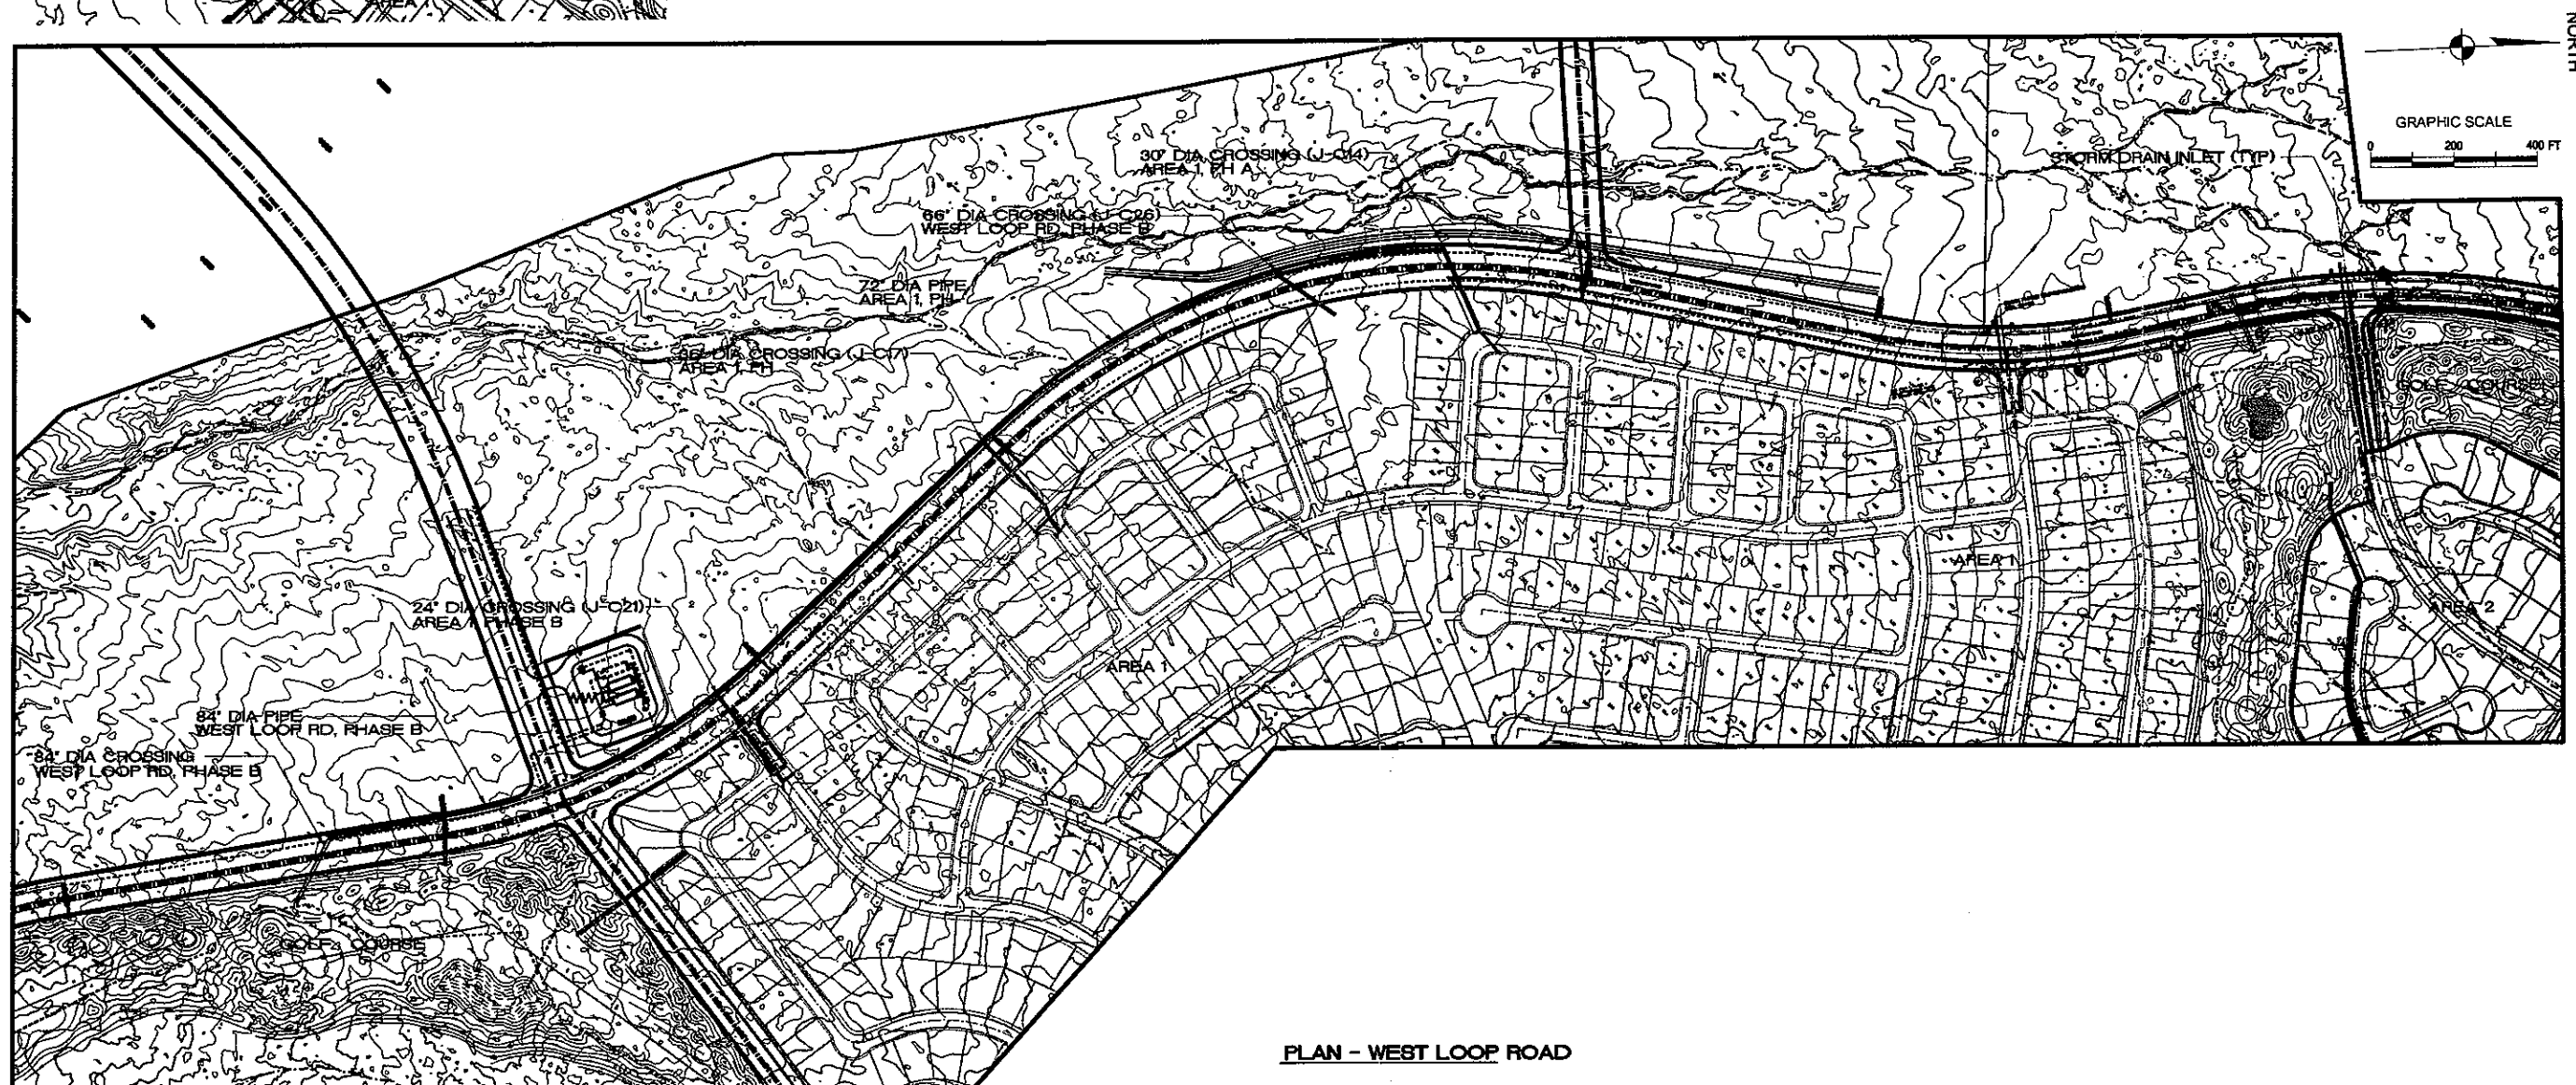 AREA 1
NORTH
GRAPHIC SCALE
0 200 400 FT
30" DIA CROSSING (J-C14)
AREA 1, PH A
STORM DRAIN INLET (TYP)
66" DIA CROSSING (J-C26)
WEST LOOP RD, PHASE B
72" DIA PIPE
AREA 1, PH
DIA CROSSING (J-C17)
AREA 1, PH
GOLF COURSE
AREA 1
24" DIA CROSSING (J-C21)
AREA 1, PHASE B
AREA 2
AREA 1
84" DIA PIPE
WEST LOOP RD, PHASE B
84" DIA CROSSING
WEST LOOP RD, PHASE B
GOLF COURSE
PLAN - WEST LOOP ROAD